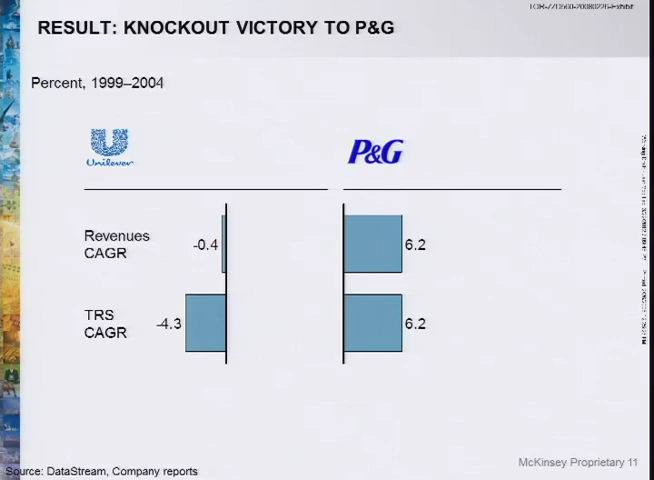 RESULT: KNOCKOUT VICTORY TO P&G
Percent, 1999–2004
Unilever
P&G
Revenues
CAGR
-0.4
6.2
TRS
CAGR
-4.3
6.2
McKinsey Proprietary 11
Source: DataStream, Company reports